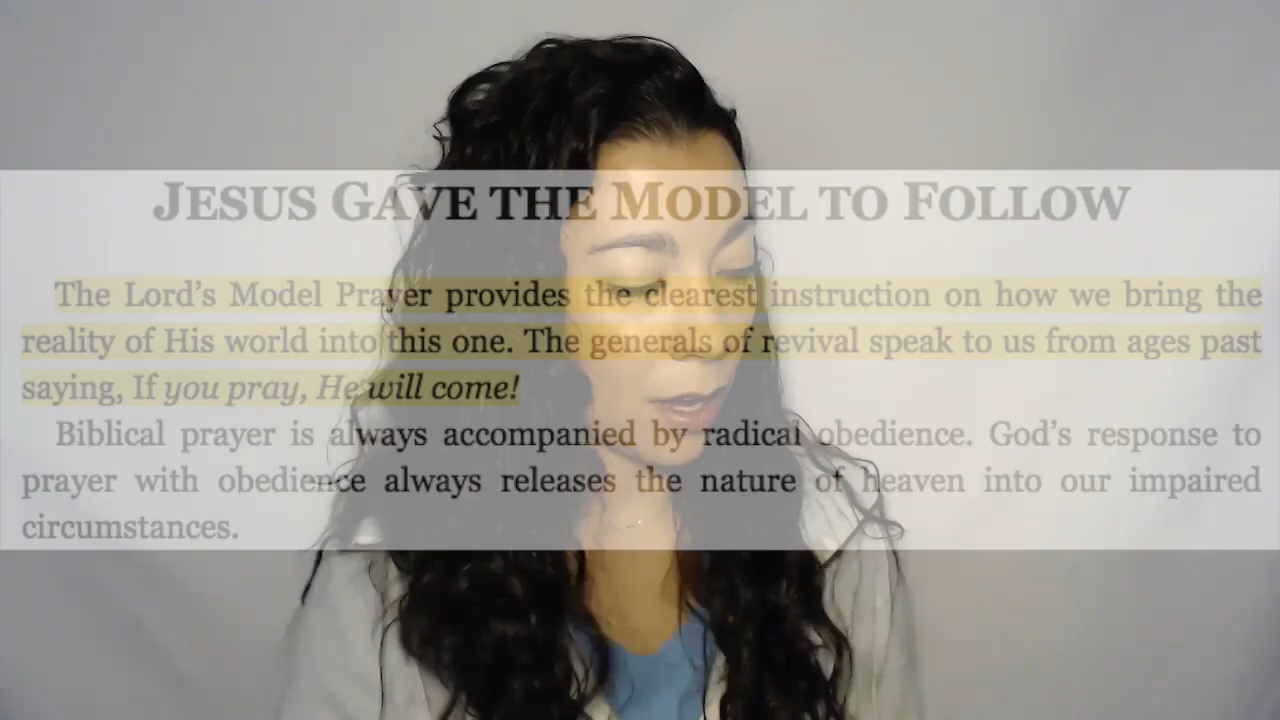 JESUS GAVE THE MODEL TO FOLLOW
The Lord's Model Prayer provides the clearest instruction on how we bring the
reality of His world into this one. The generals of revival speak to us from ages past
saying, If you pray, He will come!
Biblical prayer is always accompanied by radical obedience. God's response to
prayer with obedience always releases the nature of heaven into our impaired
circumstances.